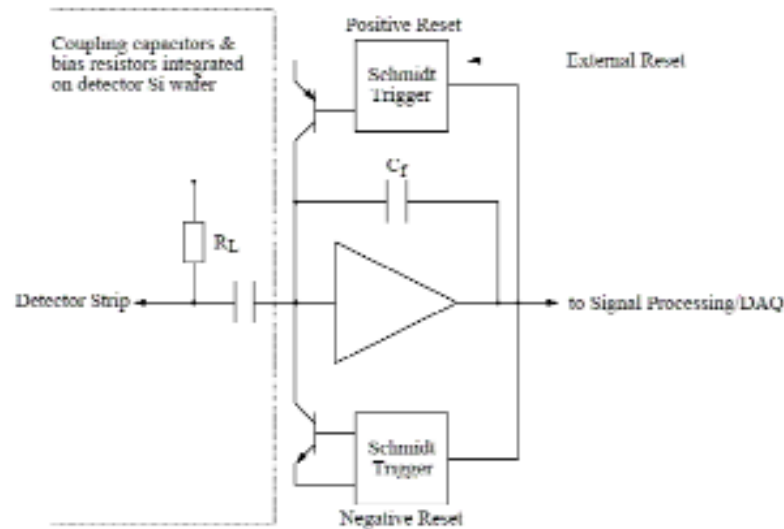 Positive Reset
Coupling capacitors &
bias resistors integrated
on detector Si wafer
Schmidt
Trigger
External Reset
Cf
RL
Detector Strip
to Signal Processing/DAQ
Schmidt
Trigger
Negative Reset